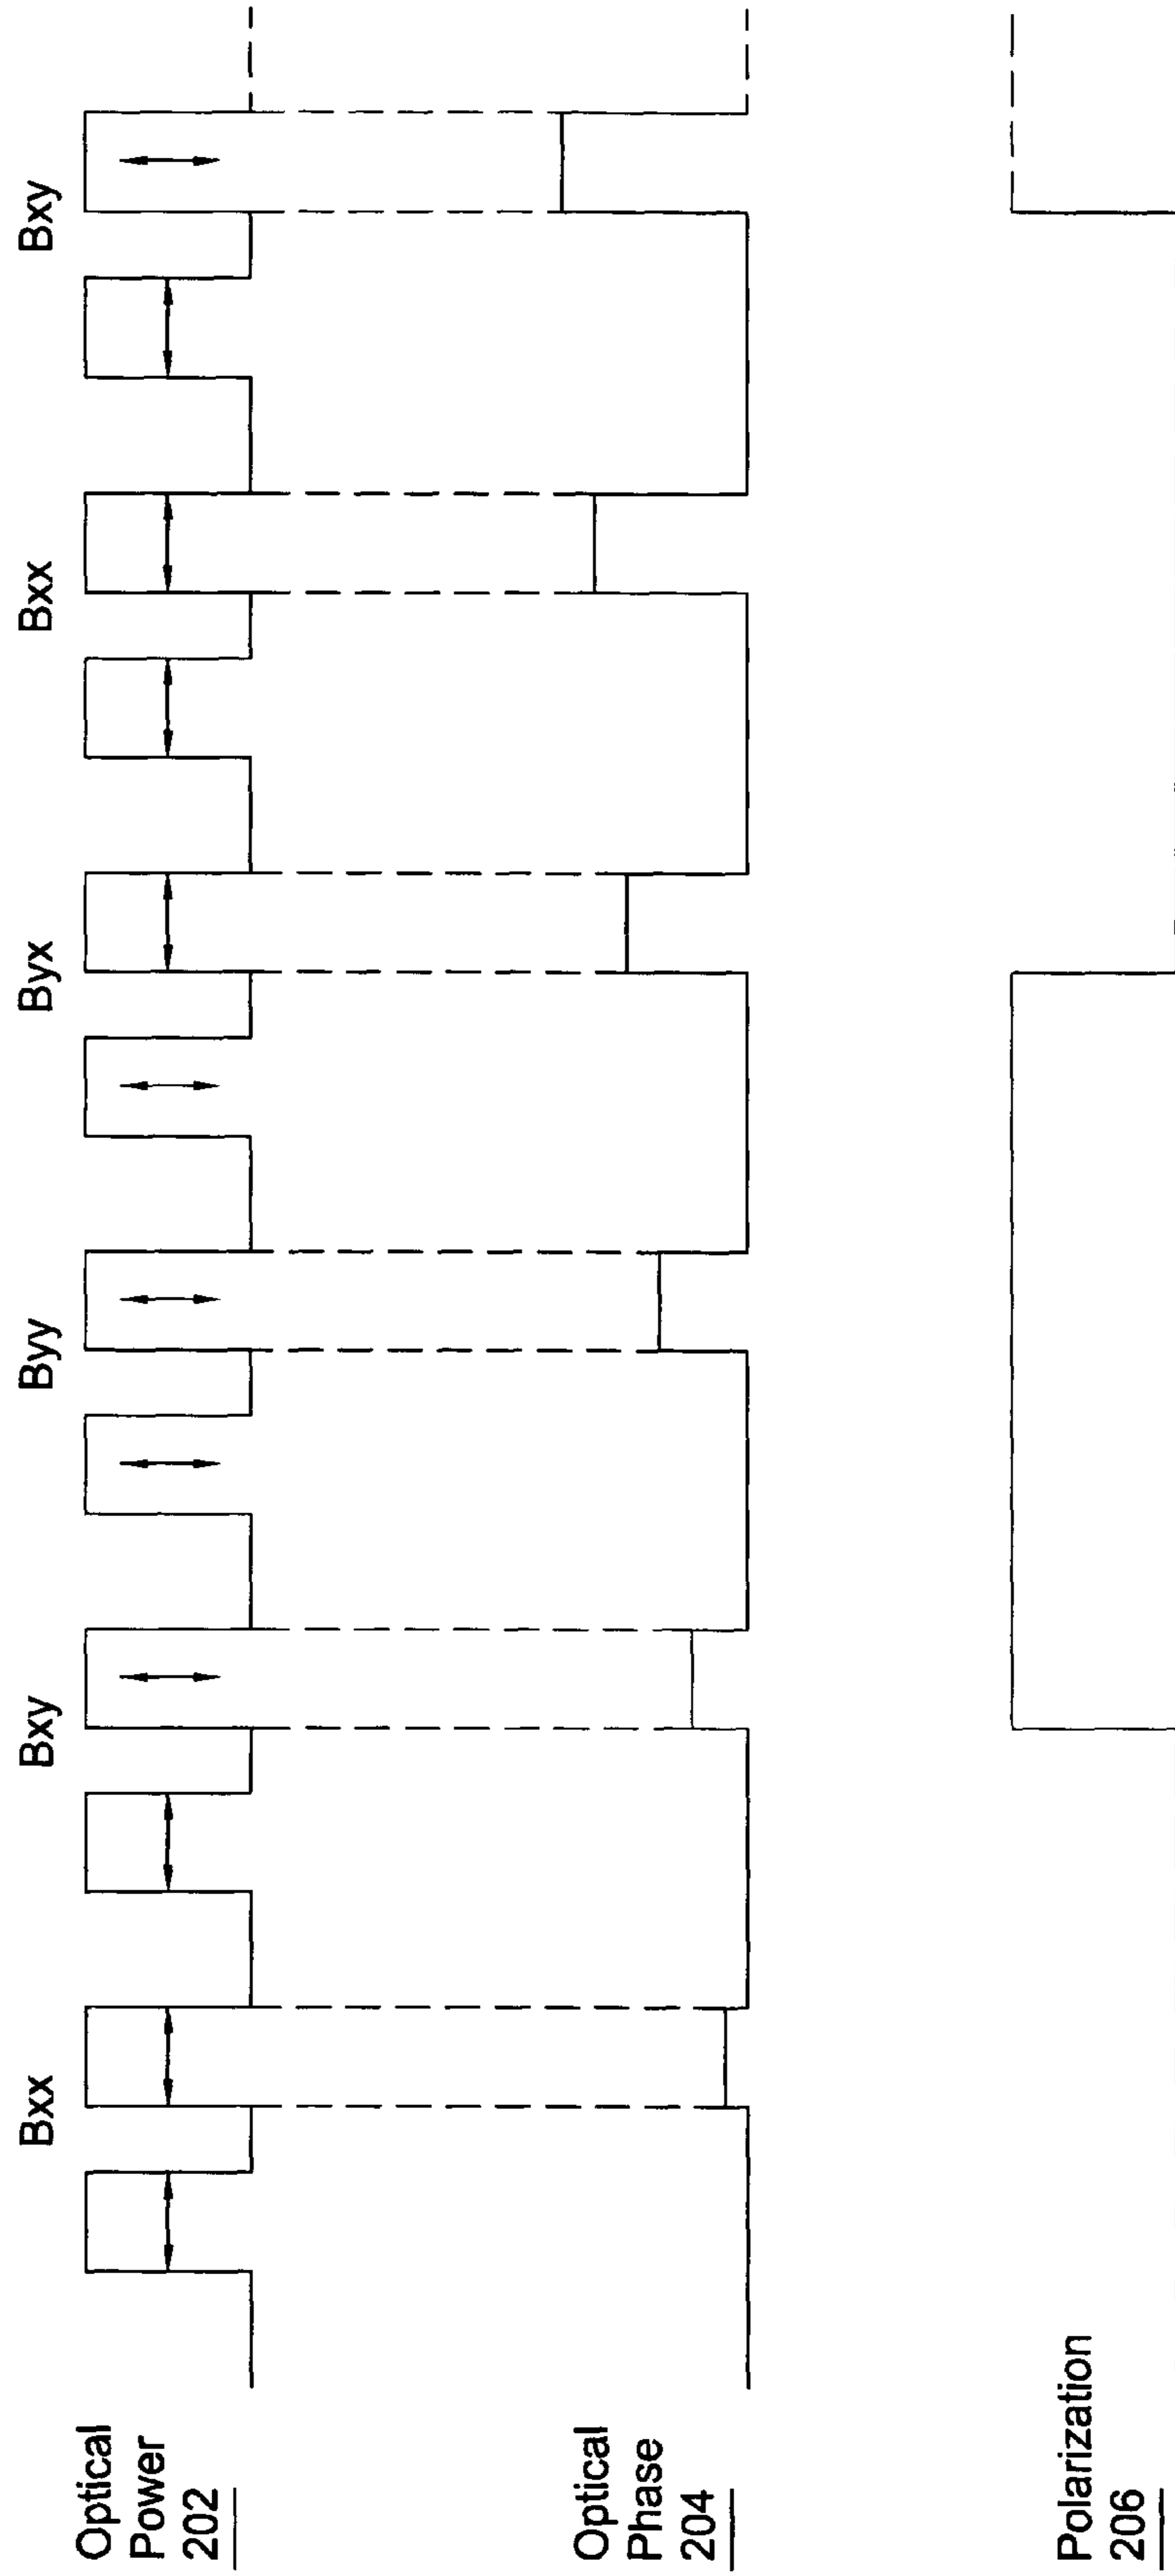 Bxx
Bxy
Byy
Byx
Bxx
Bxy
Optical
Power
202
Optical
Phase
204
Polarization
206